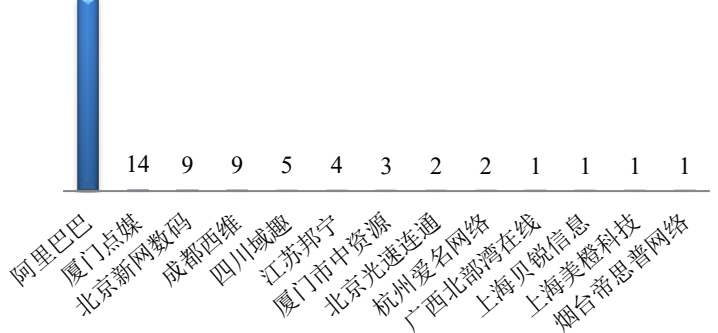 14 9 9 5 4 3 2 2 1 1 1 1
阿里巴巴
厦门点媒
北京新网数码
成都西维
四川域趣
江苏邦宁
厦门市中资源
北京光速连通
杭州爱名网络
广西北部湾在线
上海贝锐信息
上海美橙科技
烟台帝思普网络